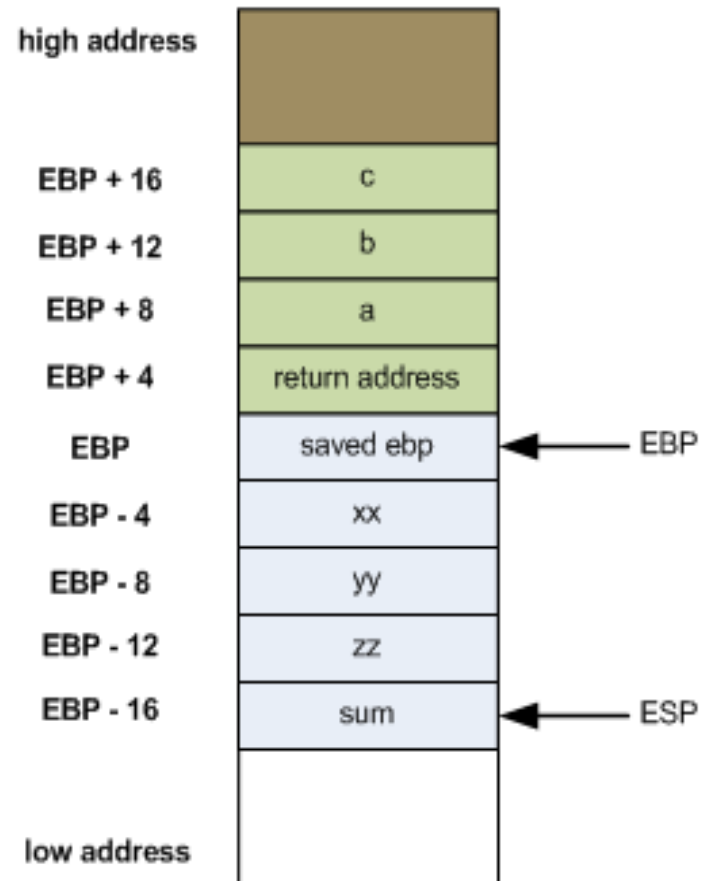 high address
EBP + 16 c
EBP + 12 b
EBP + 8 a
EBP + 4 return address
EBP saved ebp EBP
EBP - 4 xx
EBP - 8 yy
EBP - 12 zz
EBP - 16 sum ESP
low address